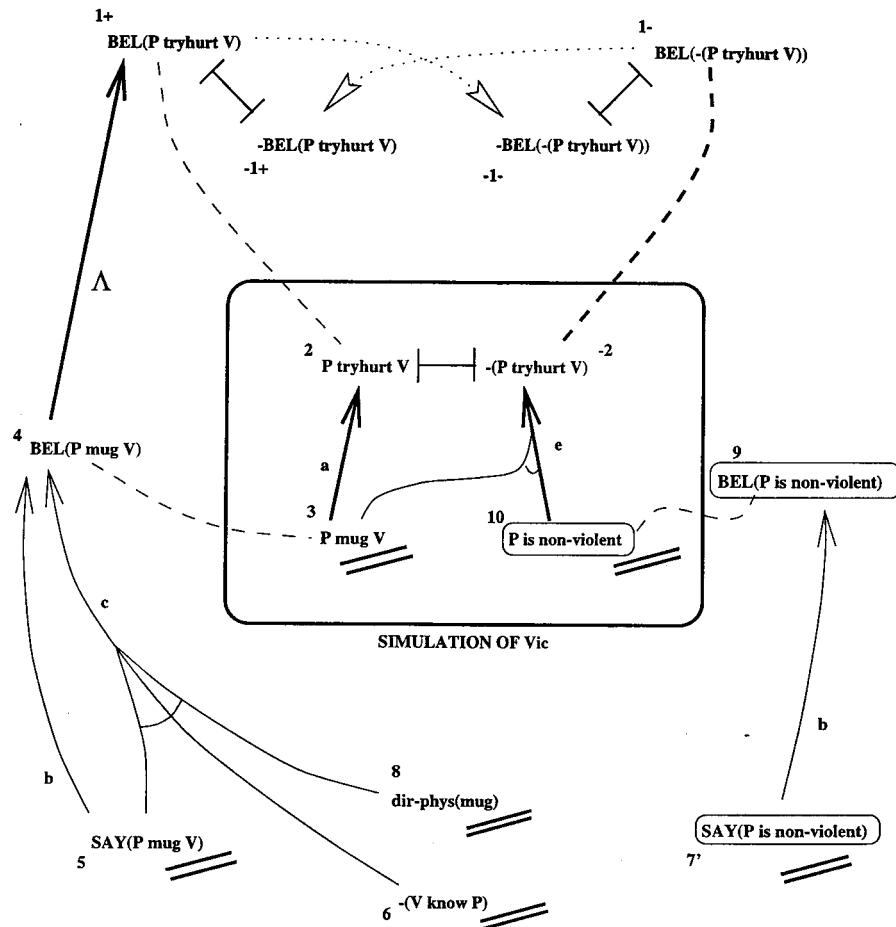 1+
BEL(P tryhurt V)
1-
BEL(-(P tryhurt V))
-BEL(P tryhurt V)
-1+
-BEL(-(P tryhurt V))
-1-
Λ
2
P tryhurt V
-(P tryhurt V)
-2
4
BEL(P mug V)
a
e
9
BEL(P is non-violent)
3
P mug V
10
P is non-violent
SIMULATION OF Vic
c
b
b
8
dir-phys(mug)
SAY(P mug V)
5
SAY(P is non-violent)
7'
6
-(V know P)